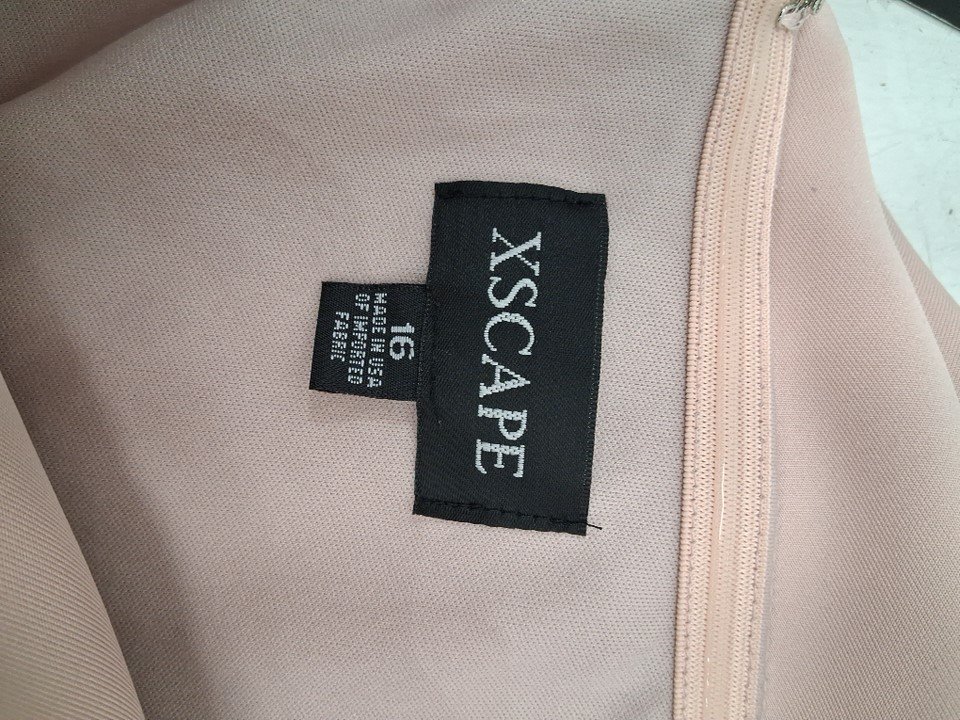 XSCAPE
16
MADE IN USA
OF IMPORTED
FABRIC